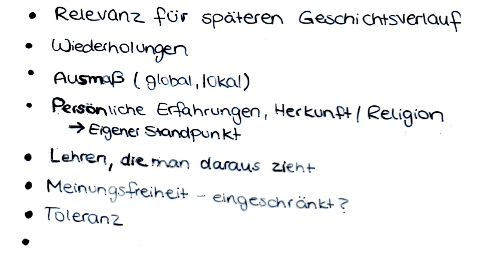 • Relevanz für späteren Geschichtsverlauf
• Wiederholungen
• Ausmaß (global, lokal)
• Persönliche Erfahrungen, Herkunft / Religion
→ Eigener Standpunkt
• Lehren, die man daraus zieht
• Meinungsfreiheit - eingeschränkt?
• Toleranz
•